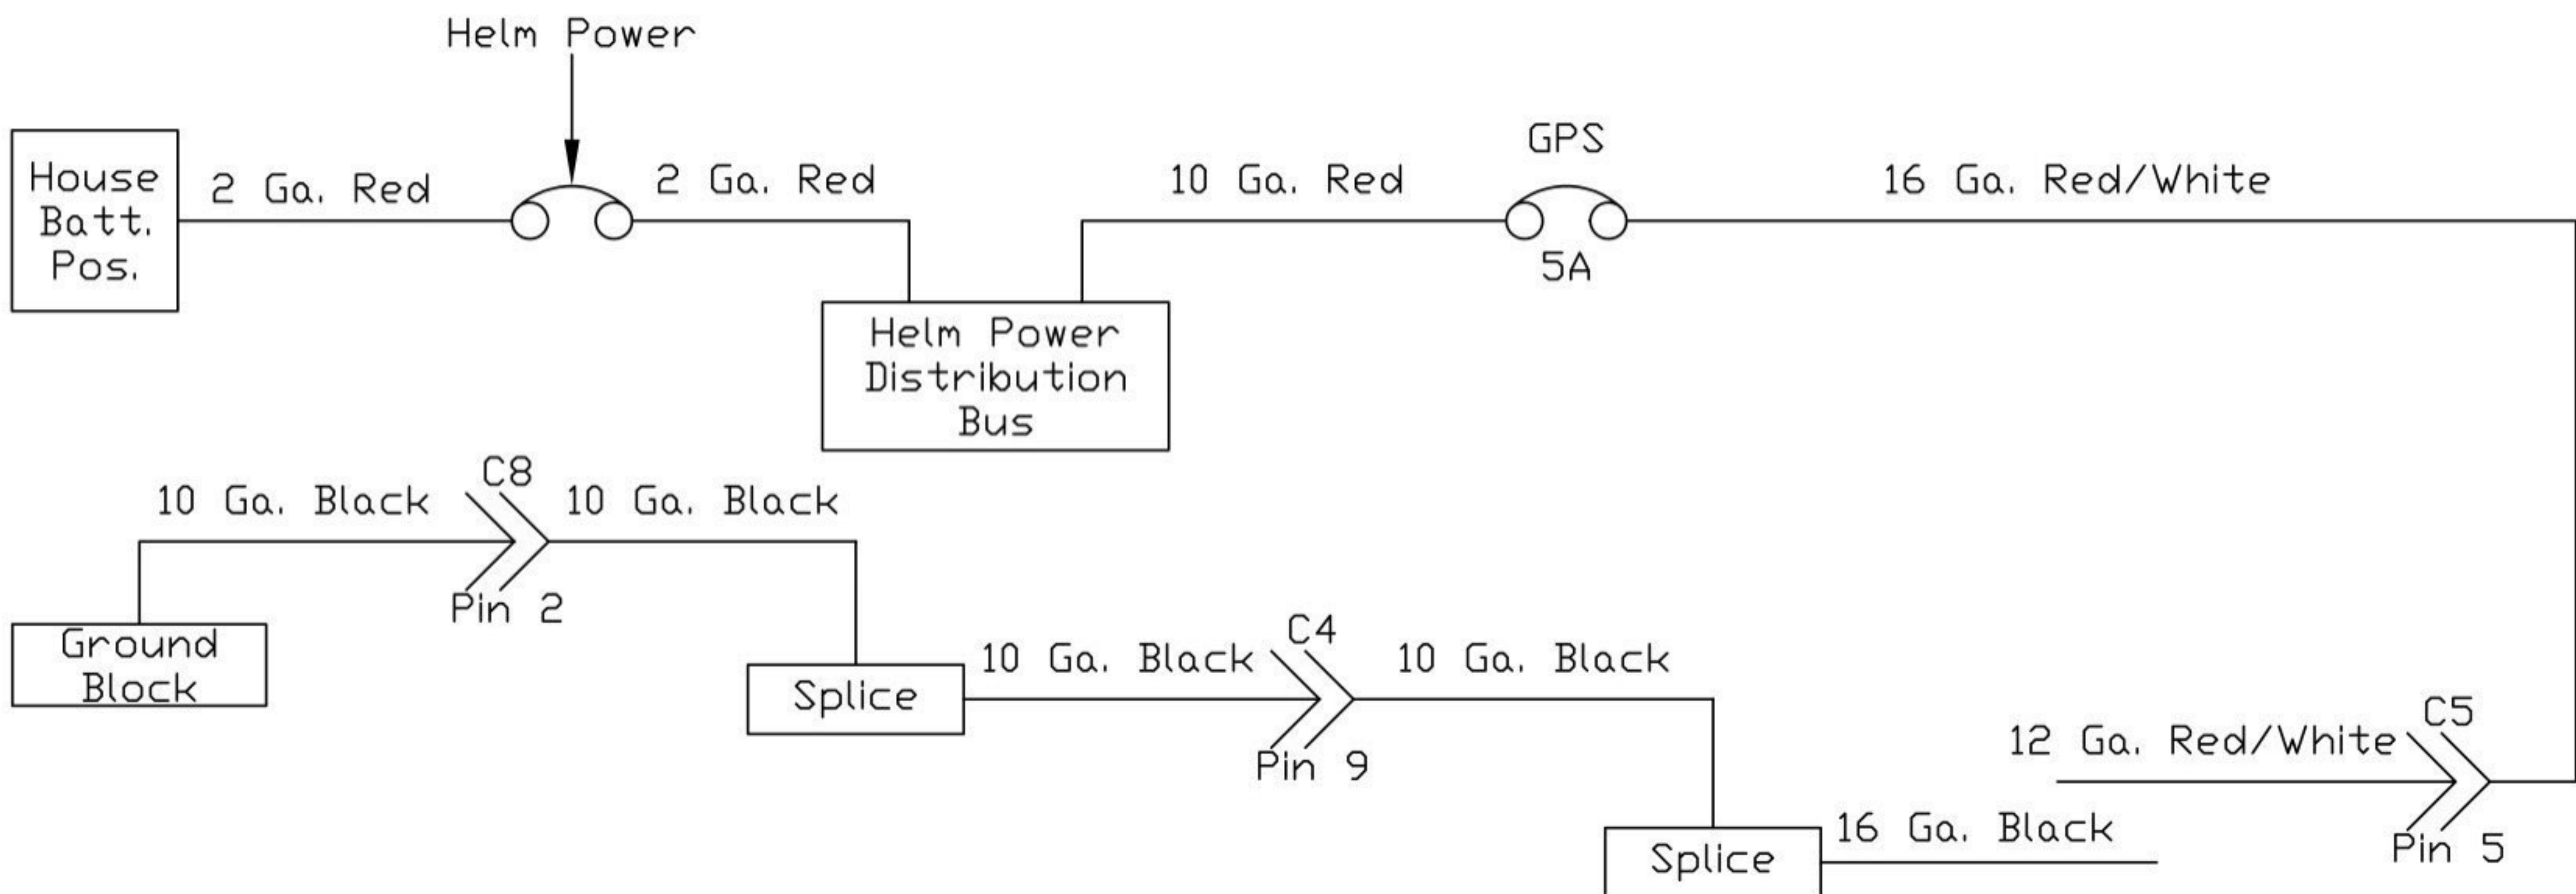 Helm Power
House
Batt.
Pos.
2 Ga. Red
2 Ga. Red
10 Ga. Red
GPS
5A
16 Ga. Red/White
Helm Power
Distribution
Bus
10 Ga. Black
C8
Pin 2
10 Ga. Black
Ground
Block
Splice
10 Ga. Black
C4
Pin 9
10 Ga. Black
12 Ga. Red/White
C5
Pin 5
Splice
16 Ga. Black